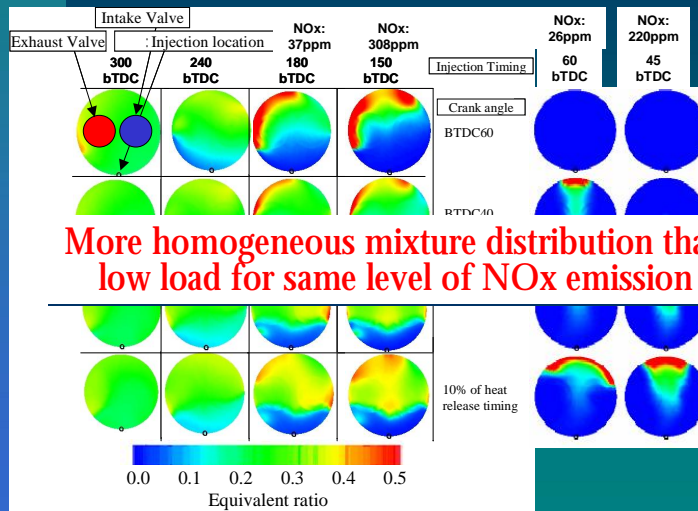 Intake Valve
Exhaust Valve
: Injection location
NOx:
37ppm
NOx:
308ppm
NOx:
26ppm
NOx:
220ppm
300
bTDC
240
bTDC
180
bTDC
150
bTDC
Injection Timing
60
bTDC
45
bTDC
Crank angle
BTDC60
BTDC40
More homogeneous mixture distribution tha
low load for same level of NOx emission
10% of heat
release timing
0.0 0.1 0.2 0.3 0.4 0.5
Equivalent ratio